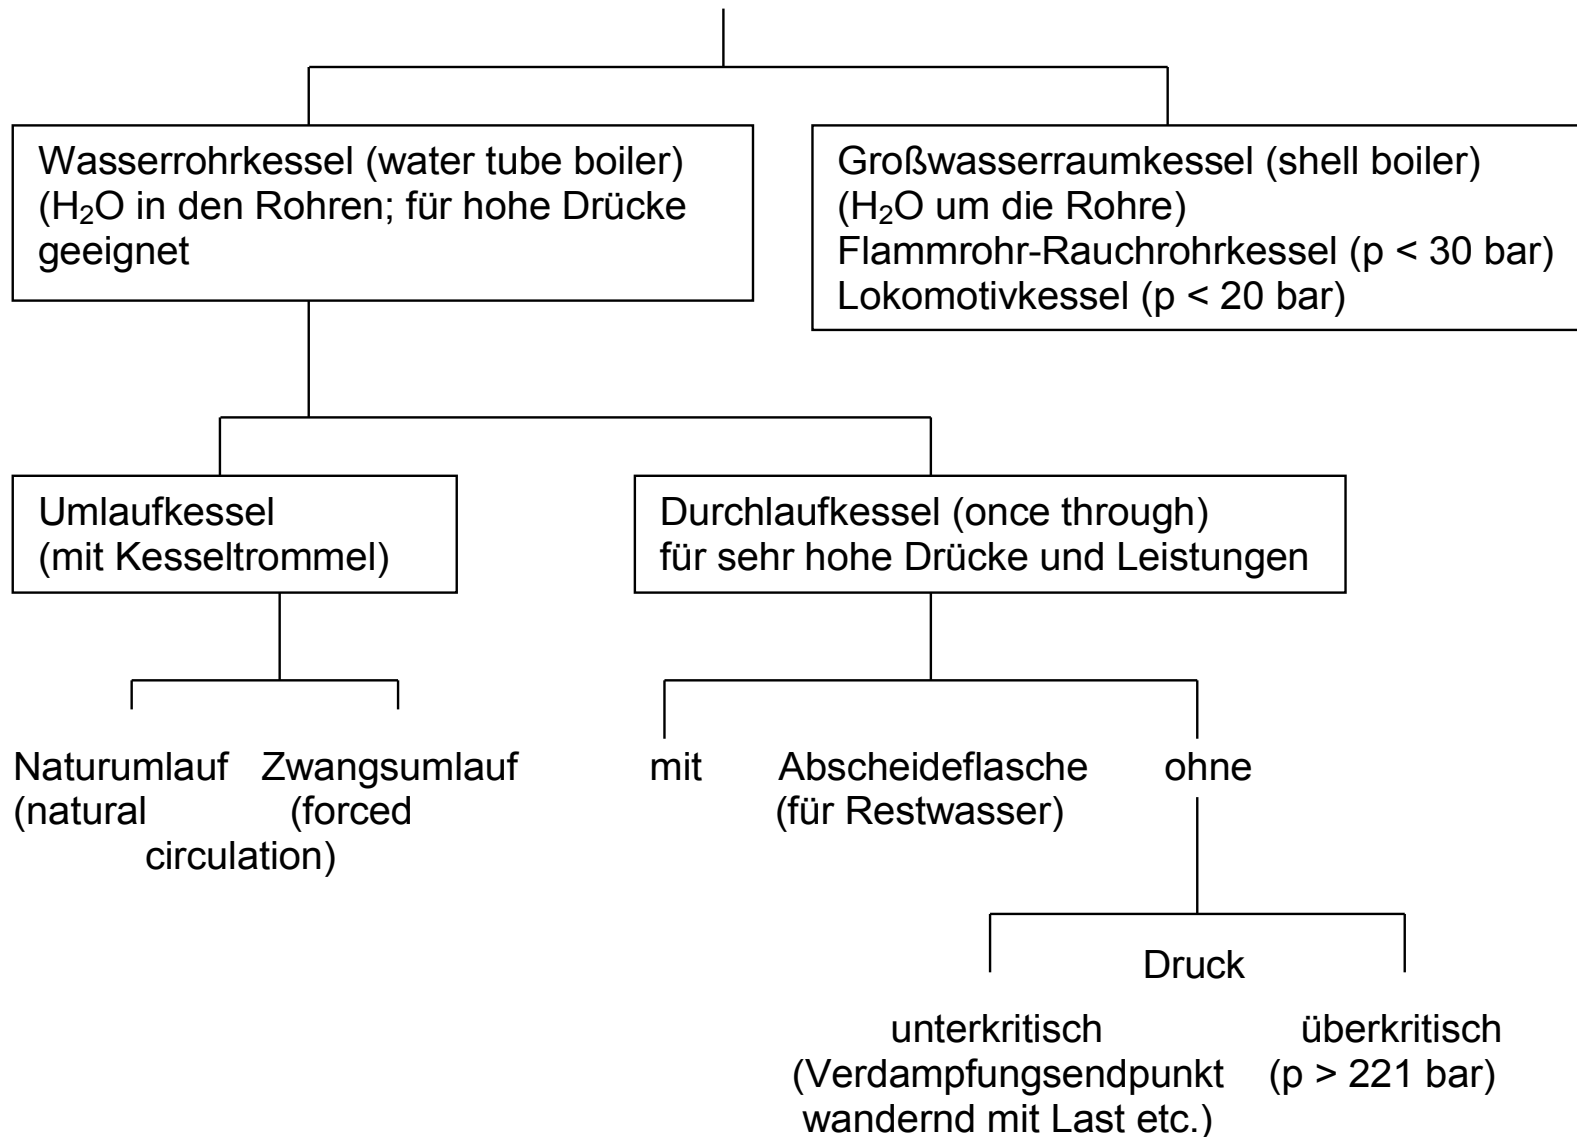 Wasserrohrkessel (water tube boiler)
(H₂O in den Rohren; für hohe Drücke
geeignet
Großwasserraumkessel (shell boiler)
(H₂O um die Rohre)
Flammrohr-Rauchrohrkessel (p < 30 bar)
Lokomotivkessel (p < 20 bar)
Umlaufkessel
(mit Kesseltrommel)
Durchlaufkessel (once through)
für sehr hohe Drücke und Leistungen
Naturumlauf Zwangsumlauf
(natural (forced
circulation)
mit Abscheideflasche ohne
(für Restwasser)
Druck
unterkritisch
(Verdampfungsendpunkt
wandernd mit Last etc.)
überkritisch
(p > 221 bar)